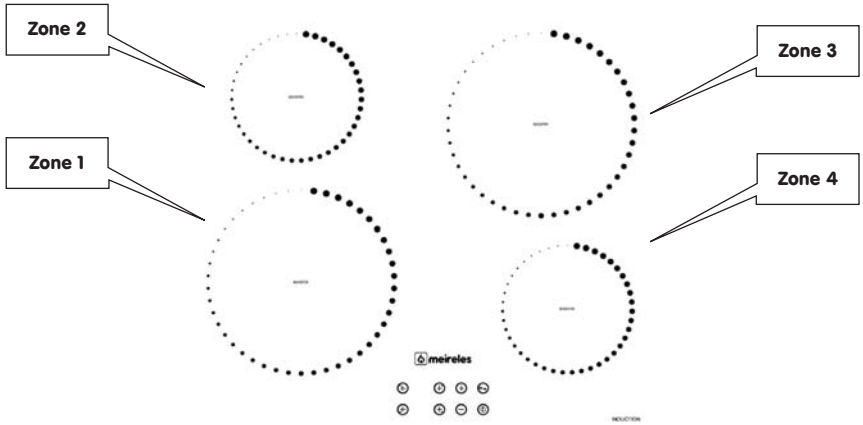 Zone 2
Zone 3
Zone 1
Zone 4
meireles
INDUCTION